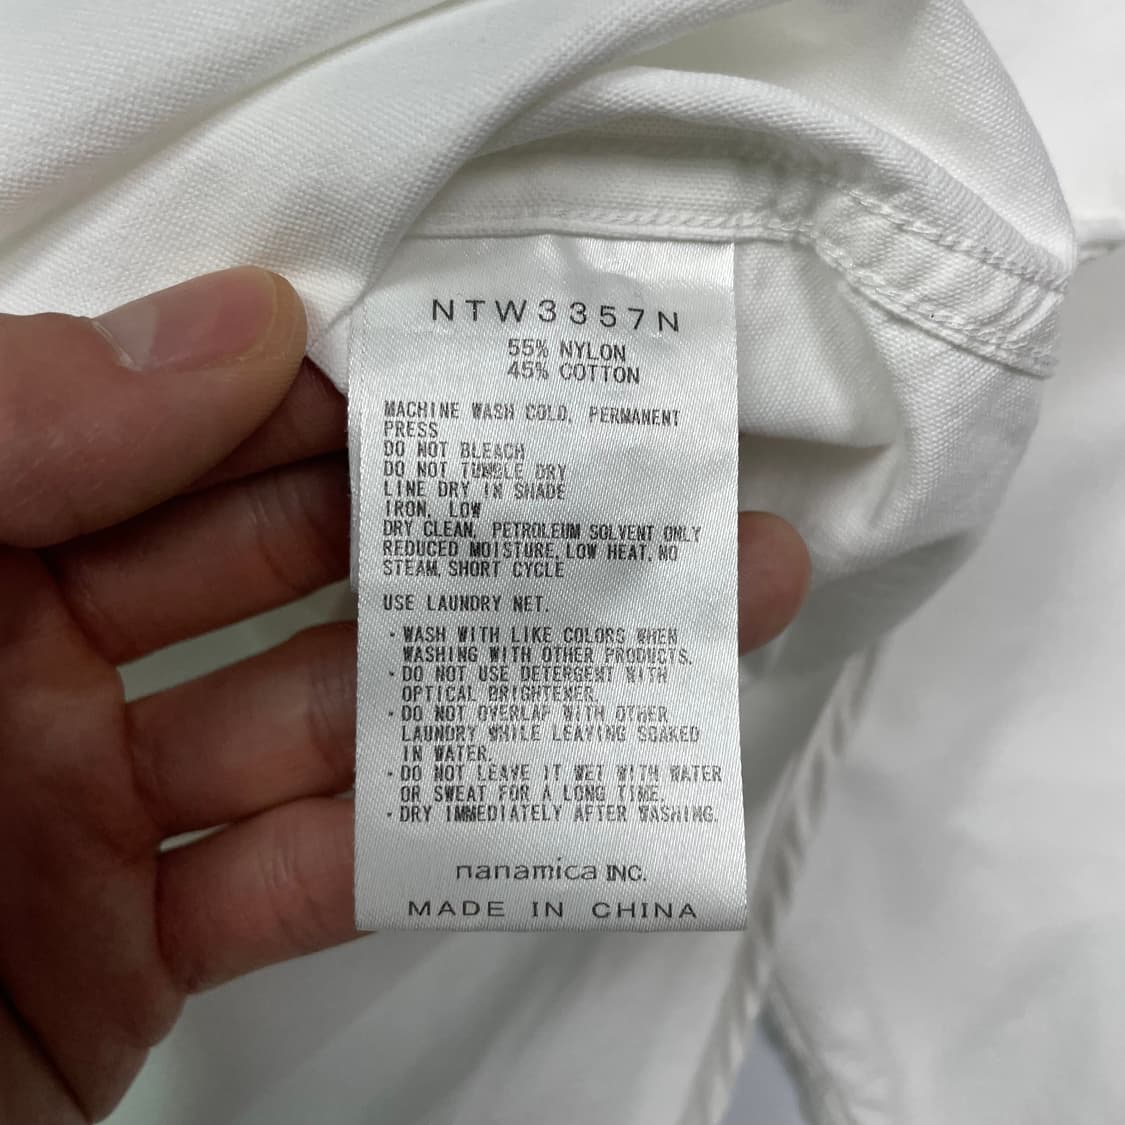 NTW3357N
55% NYLON
45% COTTON
MACHINE WASH COLD, PERMANENT
PRESS
DO NOT BLEACH
DO NOT TUMBLE DRY
LINE DRY IN SHADE
IRON, LOW
DRY CLEAN, PETROLEUM SOLVENT ONLY
REDUCED MOISTURE, LOW HEAT, NO
STEAM, SHORT CYCLE
USE LAUNDRY NET.
・WASH WITH LIKE COLORS WHEN
WASHING WITH OTHER PRODUCTS.
・DO NOT USE DETERGENT WITH
OPTICAL BRIGHTENER.
・DO NOT OVERLAP WITH OTHER
LAUNDRY WHILE LEAVING SOAKED
IN WATER.
・DO NOT LEAVE IT WET WITH WATER
OR SWEAT FOR A LONG TIME.
・DRY IMMEDIATELY AFTER WASHING.
nanamica INC.
MADE IN CHINA